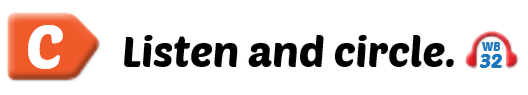 C Listen and circle. WB 32